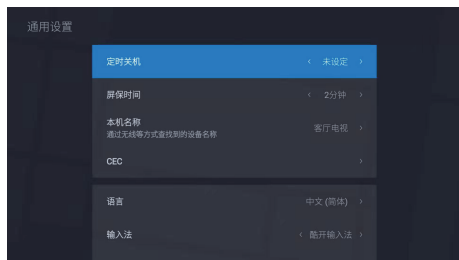 通用设置
定时关机 ‹ 未设定 ›
屏保时间 ‹ 2分钟 ›
本机名称 客厅电视 ›
通过无线等方式查找到的设备名称
CEC ›
语言 中文 (简体) ›
输入法 ‹ 酷开输入法 ›